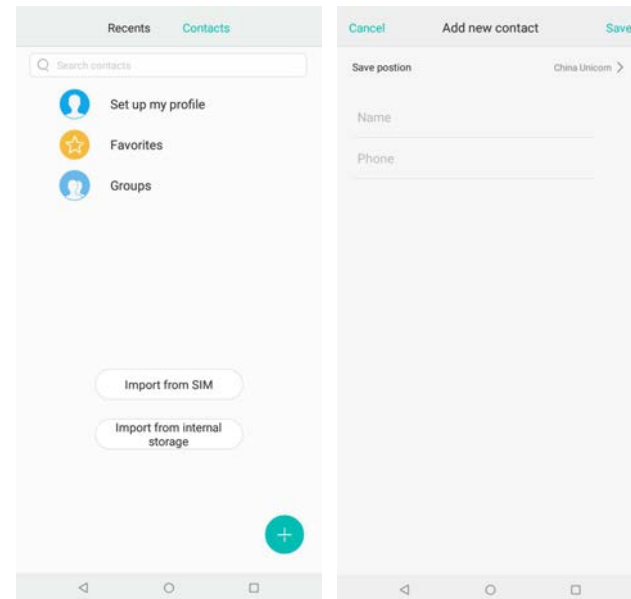 Recents Contacts
Search contacts
Set up my profile
Favorites
Groups
Import from SIM
Import from internal
storage
Cancel Add new contact Save
Save postion China Unicom >
Name
Phone